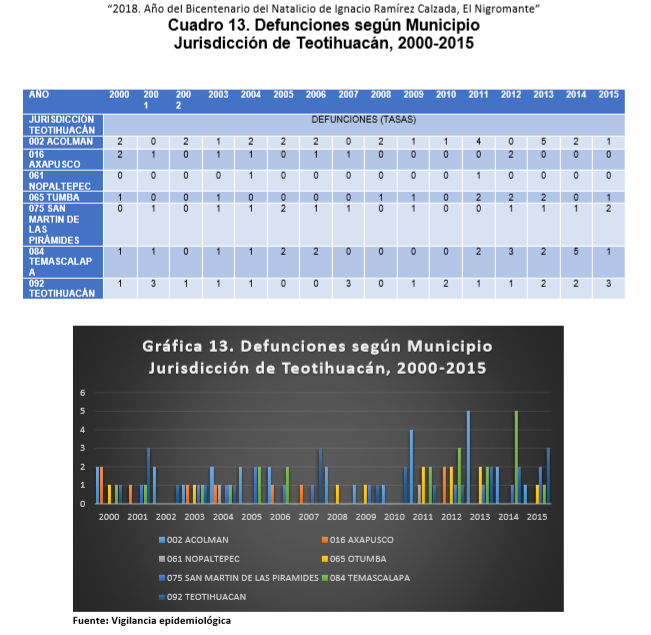 “2018. Año del Bicentenario del Natalicio de Ignacio Ramírez Calzada, El Nigromante”
Cuadro 13. Defunciones según Municipio
Jurisdicción de Teotihuacán, 2000-2015
AÑO 2000 200 200 2003 2004 2005 2006 2007 2008 2009 2010 2011 2012 2013 2014 2015
1 2
JURISDICCIÓN DEFUNCIONES (TASAS)
TEOTIHUACÁN
002 ACOLMAN 2 0 2 1 2 2 2 0 2 1 1 4 0 5 2 1
016 2 1 0 1 1 0 1 1 0 0 0 0 2 0 0 0
AXAPUSCO
061 0 0 0 0 1 0 0 0 0 0 0 1 0 0 0 0
NOPALTEPEC
065 TUMBA 1 0 0 1 0 0 0 0 1 1 0 2 2 2 0 1
075 SAN 0 1 0 1 1 2 1 1 0 1 0 0 1 1 1 2
MARTIN DE
LAS
PIRÁMIDES
084 1 1 0 1 1 2 2 0 0 0 0 2 3 2 5 1
TEMASCALAP
A
092 1 3 1 1 1 0 0 3 0 1 2 1 1 2 2 3
TEOTIHUACÁN
Gráfica 13. Defunciones según Municipio
Jurisdicción de Teotihuacán, 2000-2015
6
5
4
3
2
1
0
2000 2001 2002 2003 2004 2005 2006 2007 2008 2009 2010 2011 2012 2013 2014 2015
002 ACOLMAN 016 AXAPUSCO
061 NOPALTEPEC 065 OTUMBA
075 SAN MARTIN DE LAS PIRAMIDES 084 TEMASCALAPA
092 TEOTIHUACAN
Fuente: Vigilancia epidemiológica